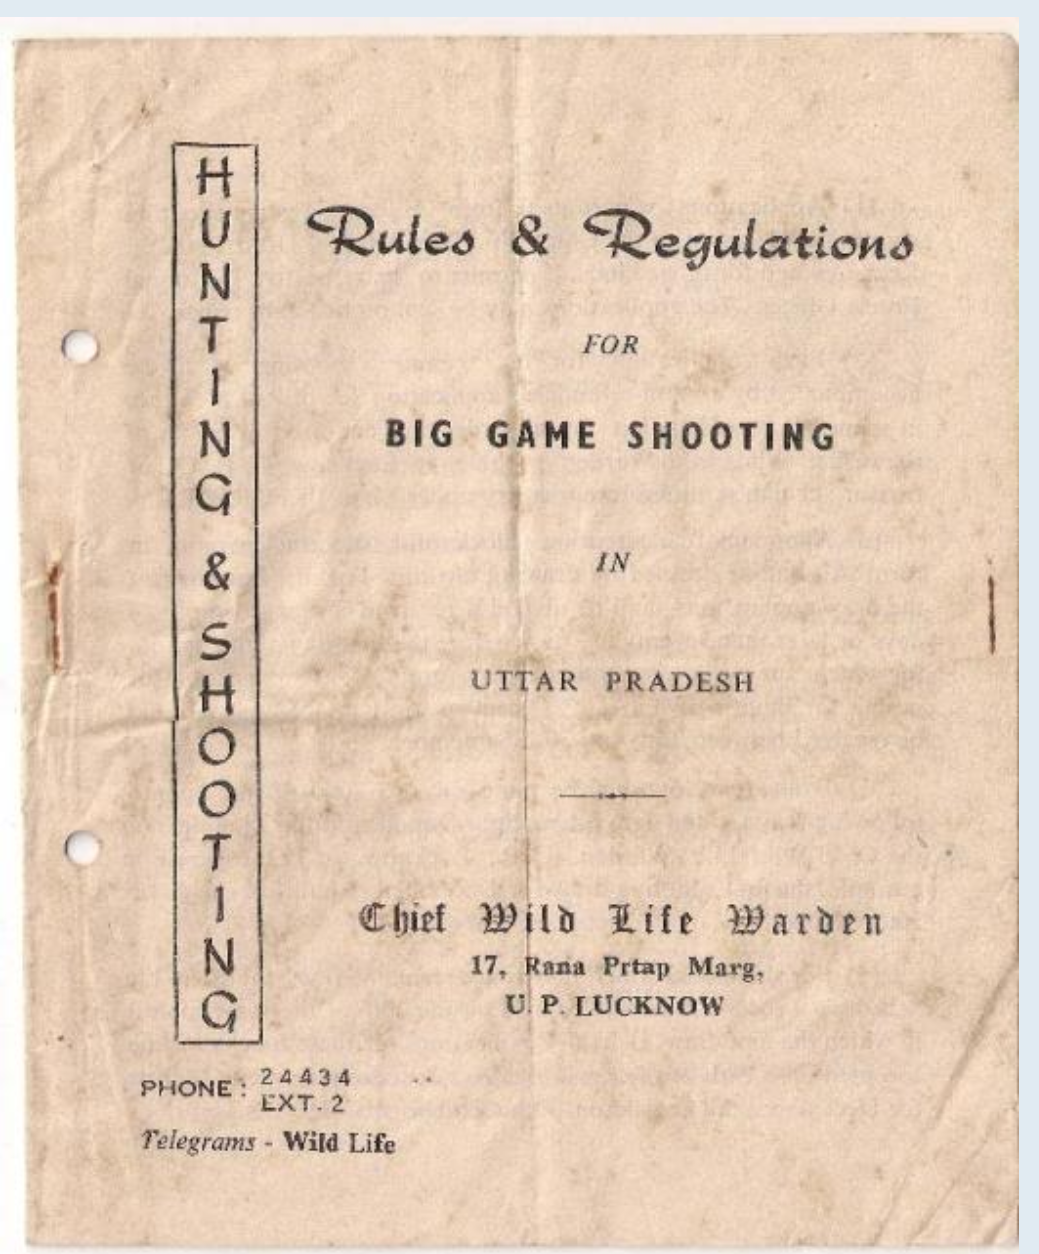 HUNTING & SHOOTING
Rules & Regulations
FOR
BIG GAME SHOOTING
IN
UTTAR PRADESH
Chief Wild Life Warden
17, Rana Prtap Marg,
U. P. LUCKNOW
PHONE: 24434
EXT. 2
Telegrams - Wild Life